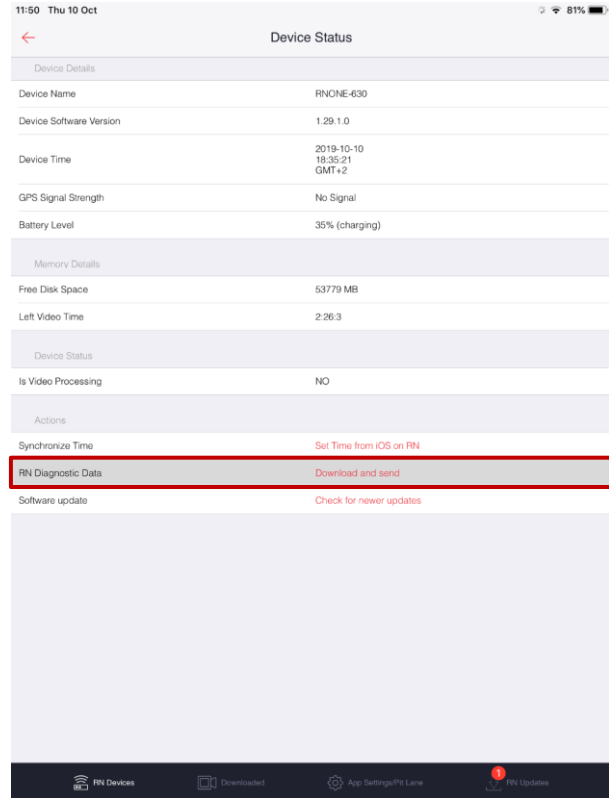 11:50 Thu 10 Oct
81%
Device Status
Device Details
Device Name RNONE-630
Device Software Version 1.29.1.0
Device Time 2019-10-10
18:35:21
GMT+2
GPS Signal Strength No Signal
Battery Level 35% (charging)
Memory Details
Free Disk Space 53779 MB
Left Video Time 2:26:3
Device Status
Is Video Processing NO
Actions
Synchronize Time Set Time from iOS on RN
RN Diagnostic Data Download and send
Software update Check for newer updates
RN Devices
Downloaded
App Settings/Pit Lane
1
RN Updates